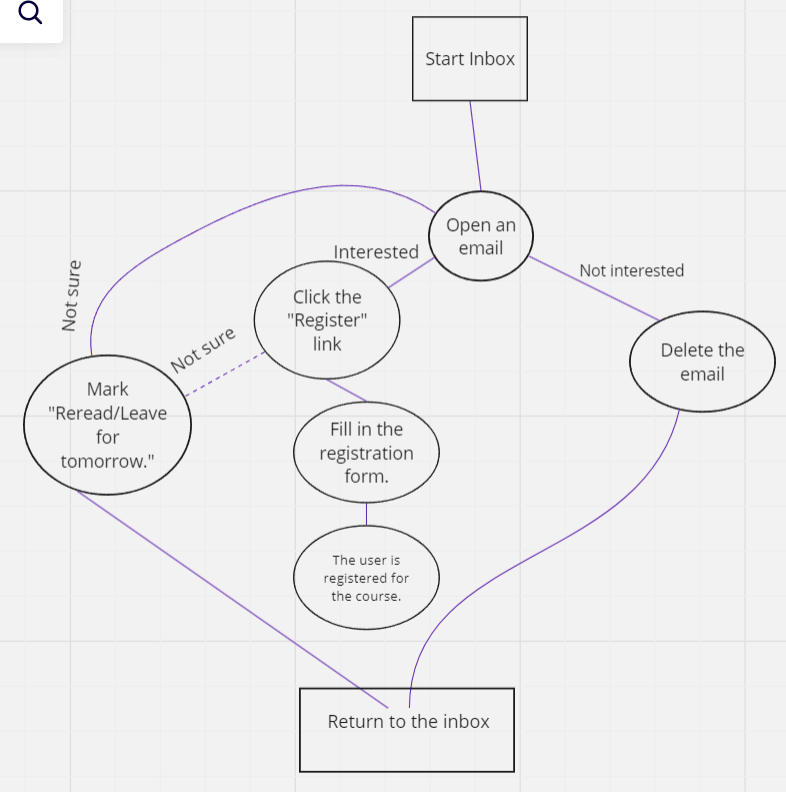 Start Inbox
Open an
email
Interested
Not interested
Not sure
Click the
"Register"
link
Not sure
Delete the
email
Mark
"Reread/Leave
for
tomorrow."
Fill in the
registration
form.
The user is
registered for
the course.
Return to the inbox